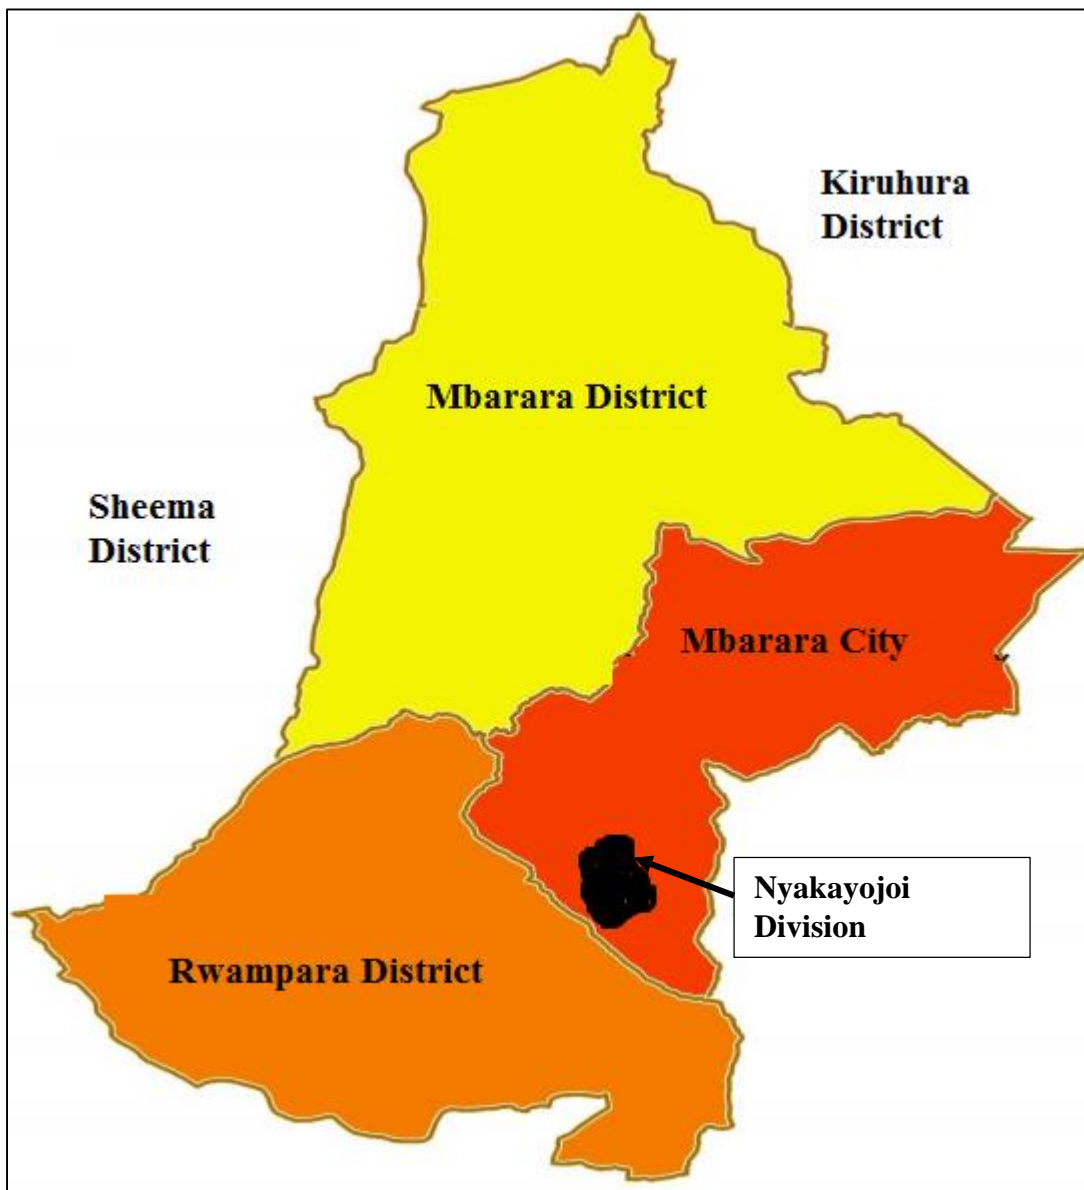 Kiruhura
District
Mbarara District
Sheema
District
Mbarara City
Nyakayojoi
Division
Rwampara District